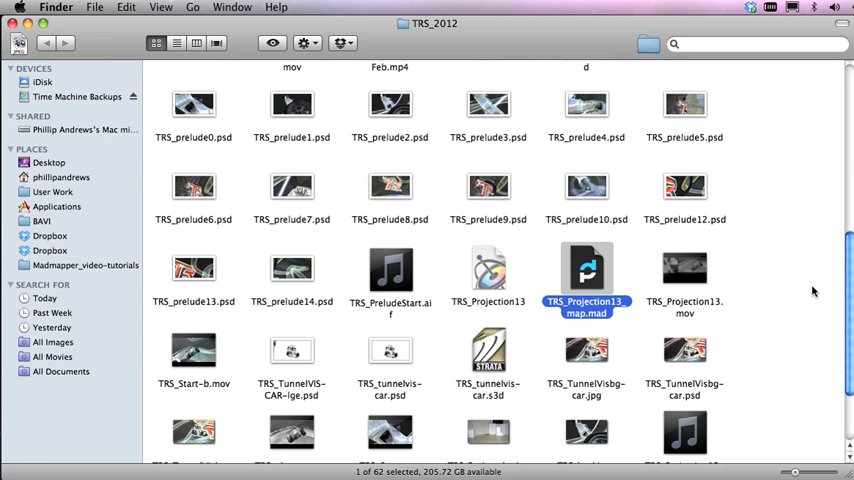 Finder File Edit View Go Window Help
TRS_2012
JPEG
DEVICES
iDisk
Time Machine Backups
SHARED
Phillip Andrews's Mac mi...
PLACES
Desktop
phillipandrews
User Work
Applications
BAVI
Dropbox
Dropbox
Madmapper_video-tutorials
SEARCH FOR
Today
Past Week
Yesterday
All Images
All Movies
All Documents
mov Feb.mp4 d
TRS_prelude0.psd TRS_prelude1.psd TRS_prelude2.psd TRS_prelude3.psd TRS_prelude4.psd TRS_prelude5.psd
TRS_prelude6.psd TRS_prelude7.psd TRS_prelude8.psd TRS_prelude9.psd TRS_prelude10.psd TRS_prelude12.psd
TRS_prelude13.psd TRS_prelude14.psd TRS_PreludeStart.ai TRS_Projection13 TRS_Projection13_ TRS_Projection13.
f map.mad mov
STRATA
TRS_Start-b.mov TRS_TunnelVIS- TRS_tunnelvis- TRS_tunnelvis- TRS_TunnelVisbg- TRS_TunnelVisbg-
CAR-lge.psd car.psd car.s3d car.jpg car.psd
1 of 62 selected, 205.72 GB available